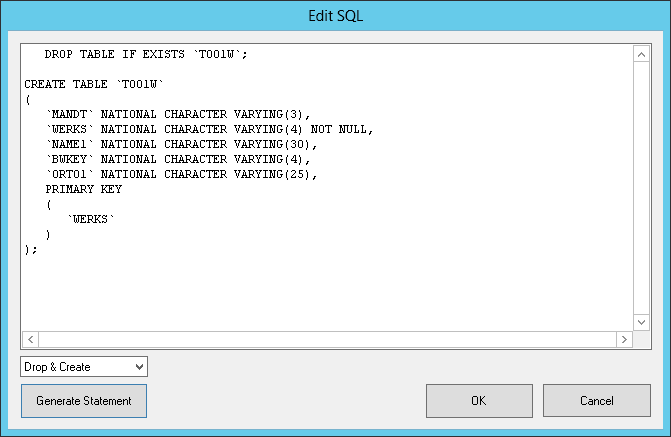 Edit SQL
DROP TABLE IF EXISTS `T001W`;
CREATE TABLE `T001W`
(
`MANDT` NATIONAL CHARACTER VARYING(3),
`WERKS` NATIONAL CHARACTER VARYING(4) NOT NULL,
`NAME1` NATIONAL CHARACTER VARYING(30),
`BWKEY` NATIONAL CHARACTER VARYING(4),
`ORT01` NATIONAL CHARACTER VARYING(25),
PRIMARY KEY
(
`WERKS`
)
);
Drop & Create
Generate Statement
OK
Cancel